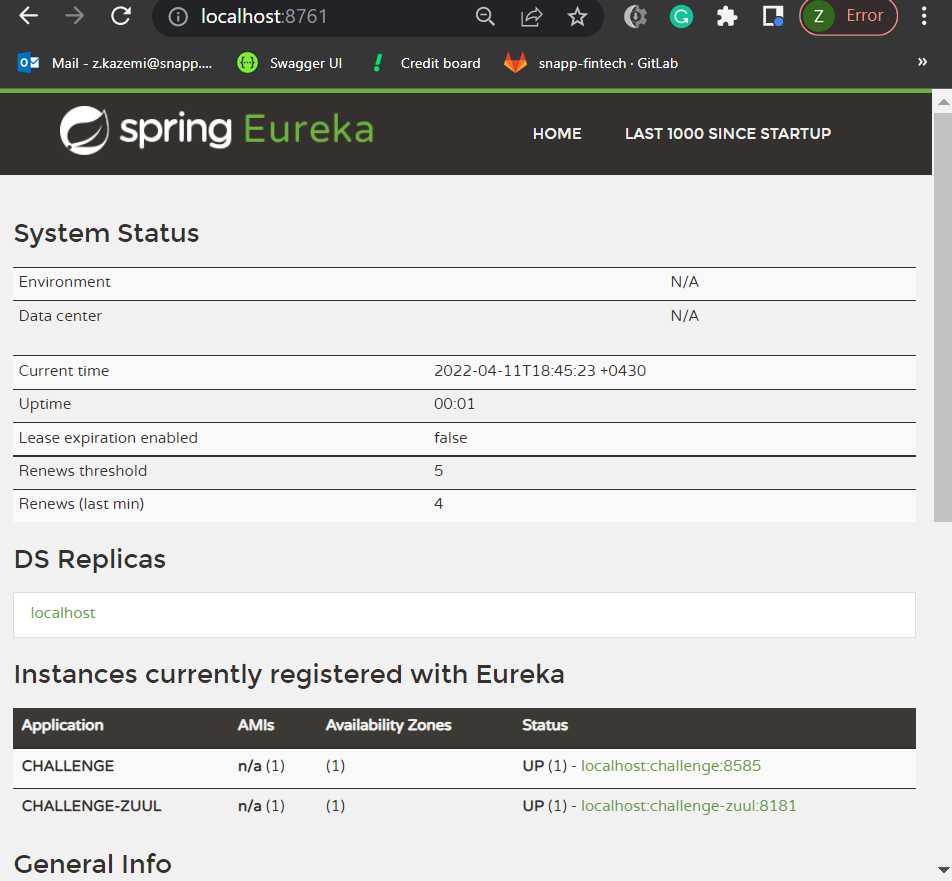 localhost:8761
Z Error
Mail - z.kazemi@snapp.... Swagger UI Credit board snapp-fintech · GitLab »
spring Eureka HOME LAST 1000 SINCE STARTUP
System Status
Environment N/A
Data center N/A
Current time 2022-04-11T18:45:23 +0430
Uptime 00:01
Lease expiration enabled false
Renews threshold 5
Renews (last min) 4
DS Replicas
localhost
Instances currently registered with Eureka
Application AMIs Availability Zones Status
CHALLENGE n/a (1) (1) UP (1) - localhost:challenge:8585
CHALLENGE-ZUUL n/a (1) (1) UP (1) - localhost:challenge-zuul:8181
General Info